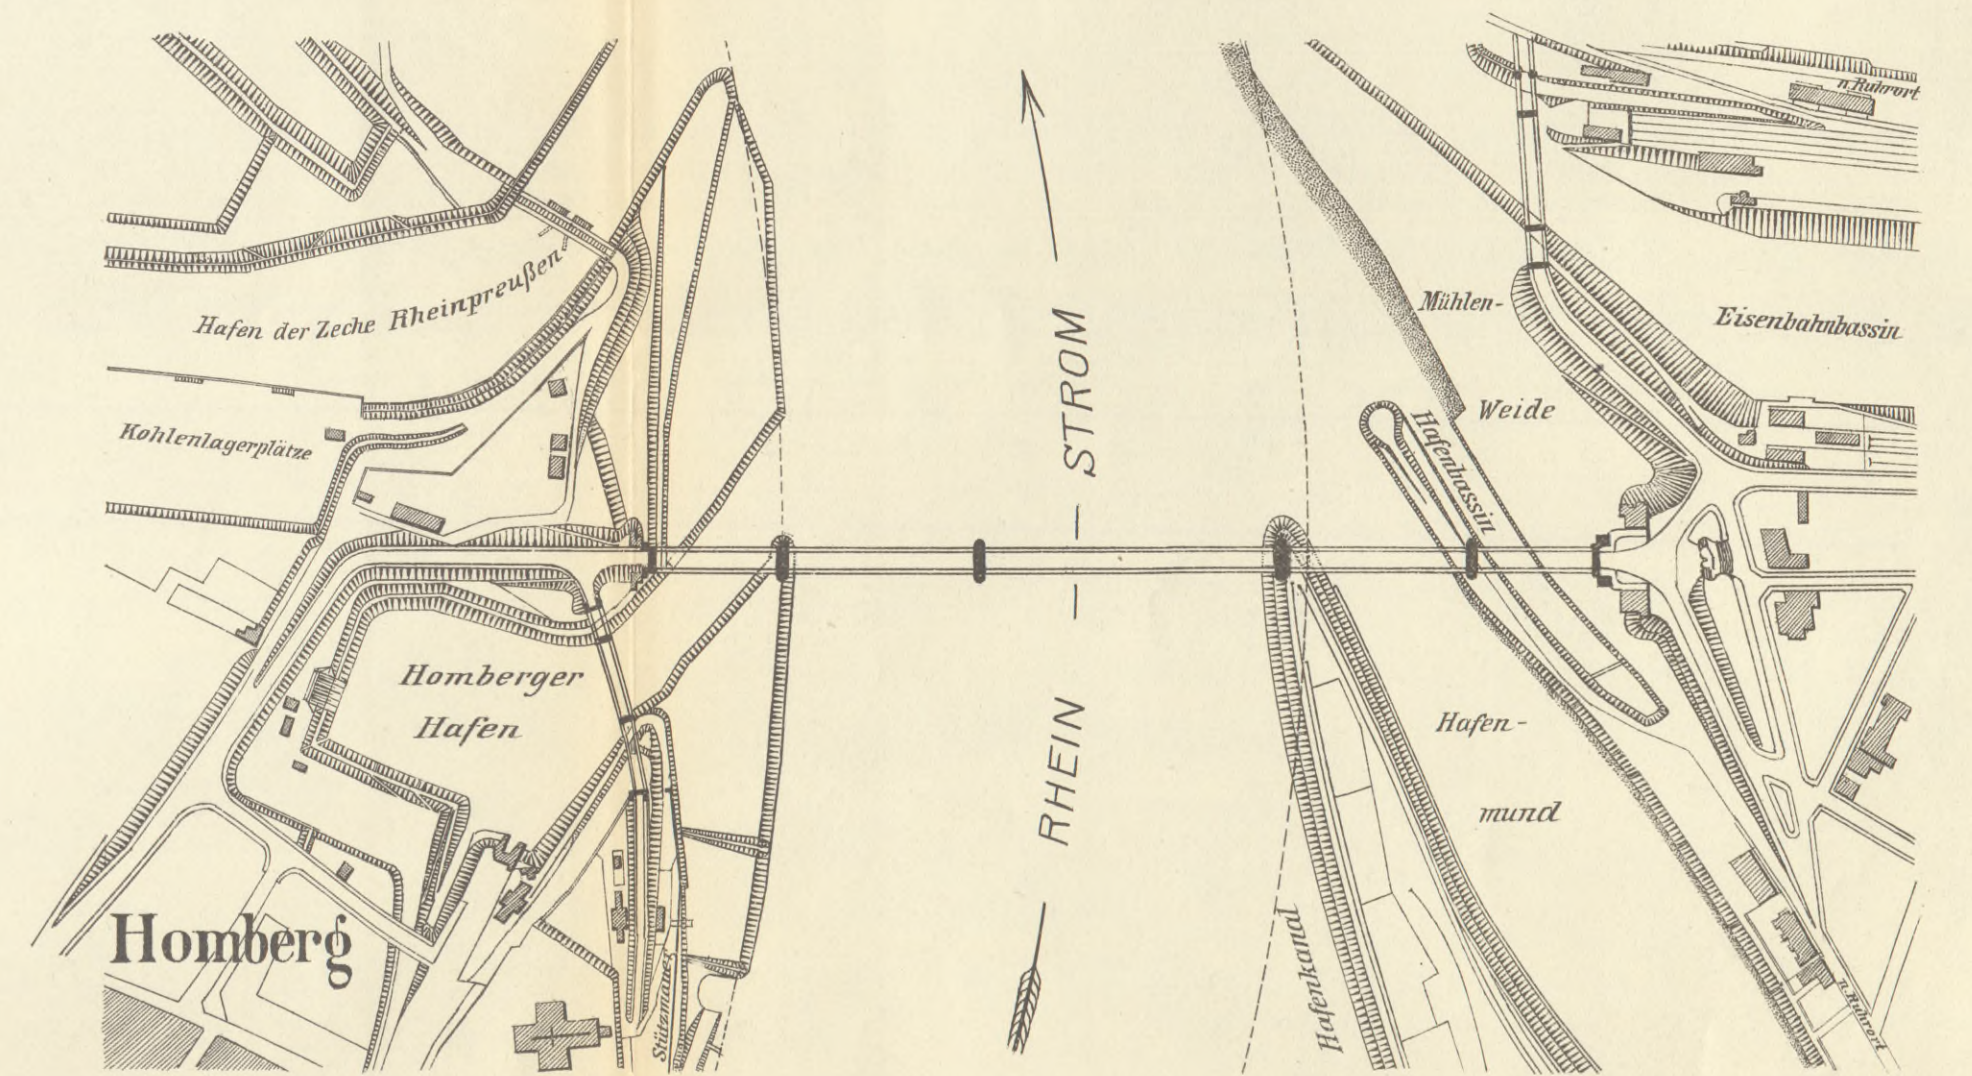 n. Ruhrort
Hafen der Zeche Rheinpreußen
Mühlen-
Weide
Eisenbahnbassin
Kohlenlagerplätze
Hafenbassin
RHEIN — STROM
Homberger
Hafen
Hafen-
mund
Homberg
Stützmauer
Hafenkanal
n. Ruhrort